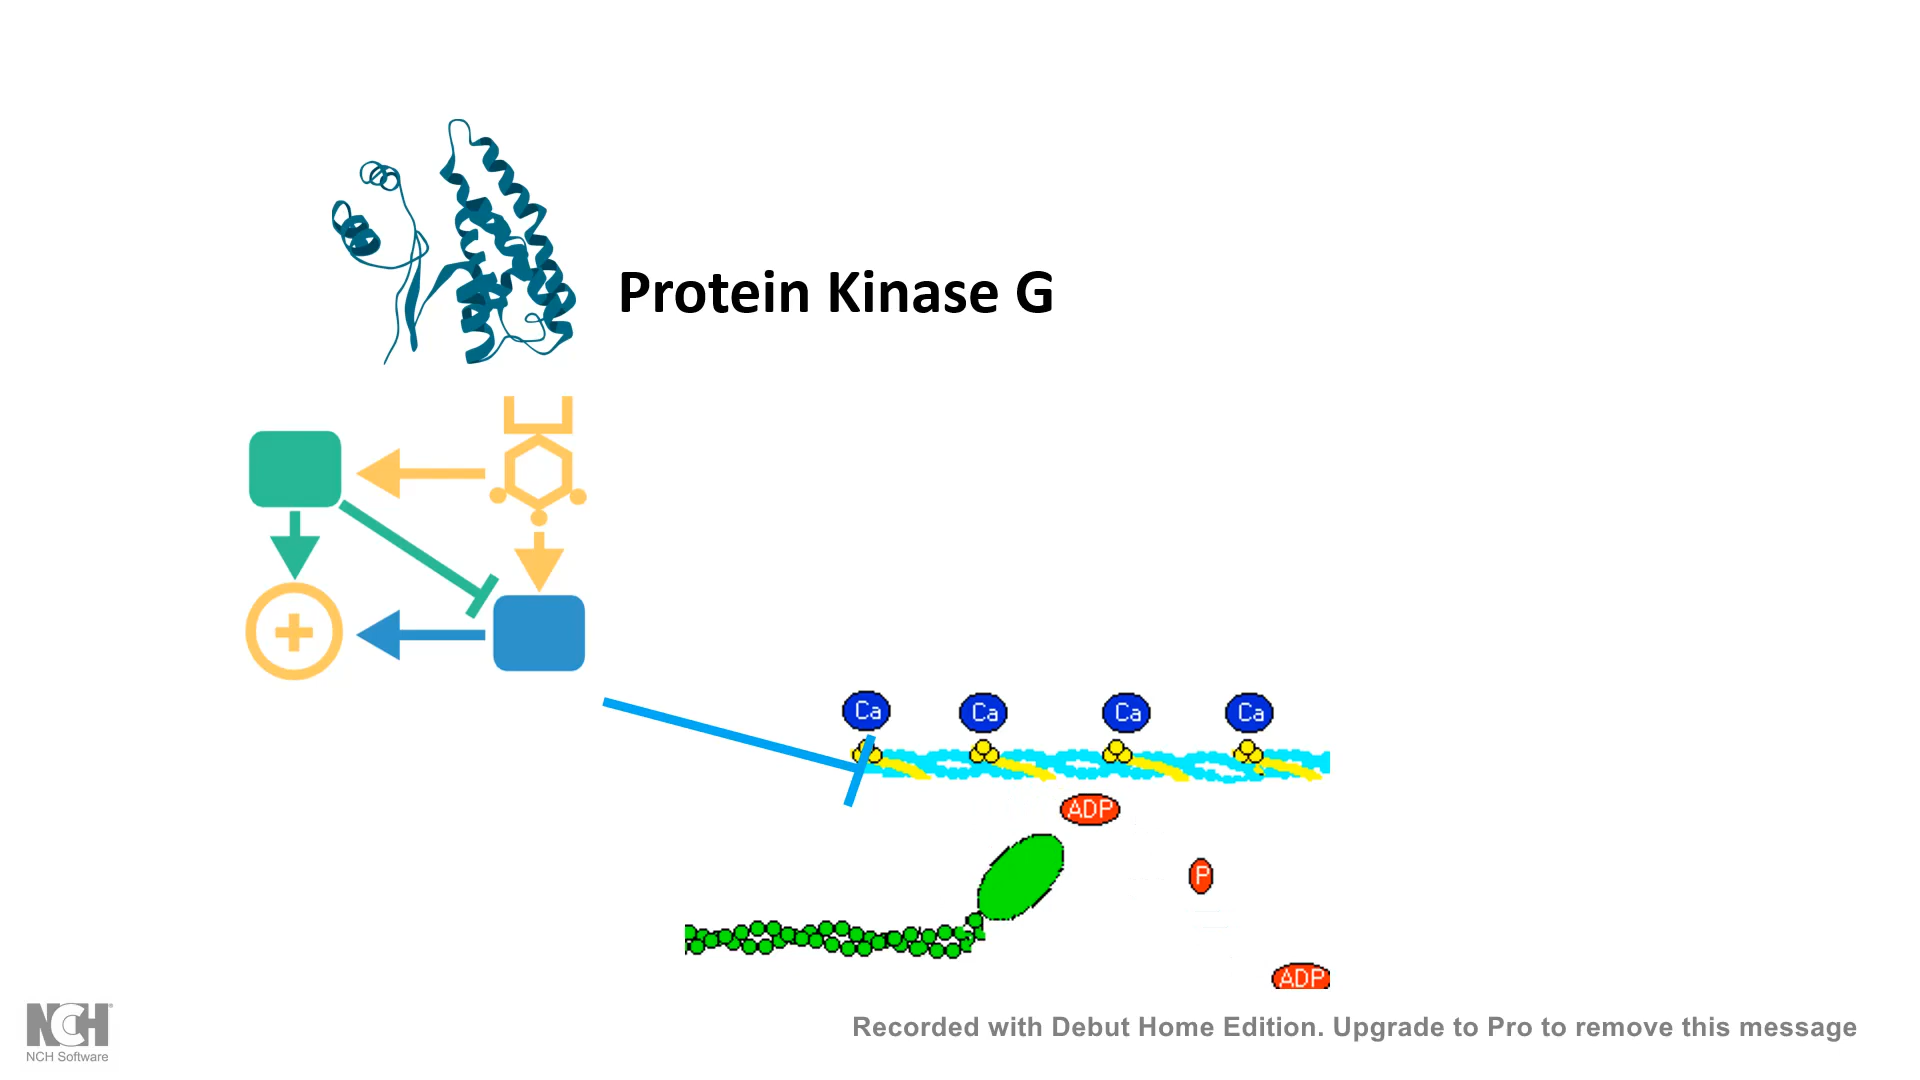 Protein Kinase G
Ca Ca Ca Ca
ADP
P
ADP
NCH
NCH Software
Recorded with Debut Home Edition. Upgrade to Pro to remove this message